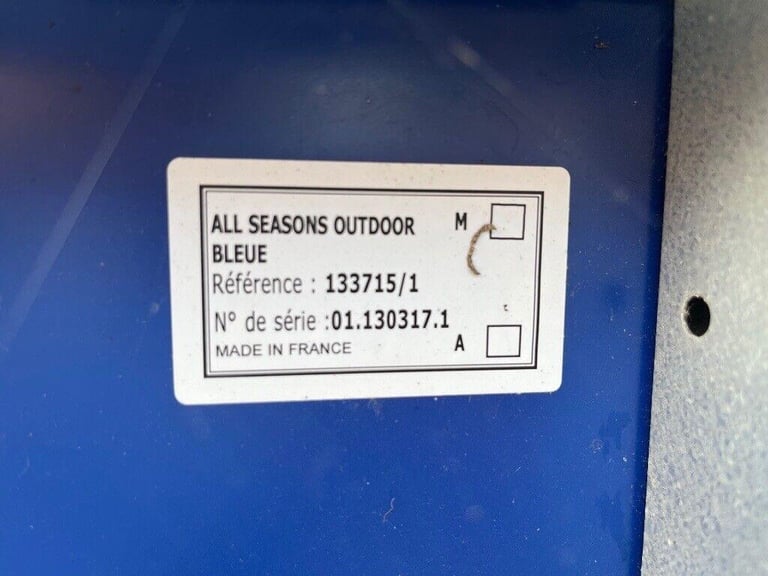 ALL SEASONS OUTDOOR M
BLEUE
Référence : 133715/1
N° de série :01.130317.1
MADE IN FRANCE A